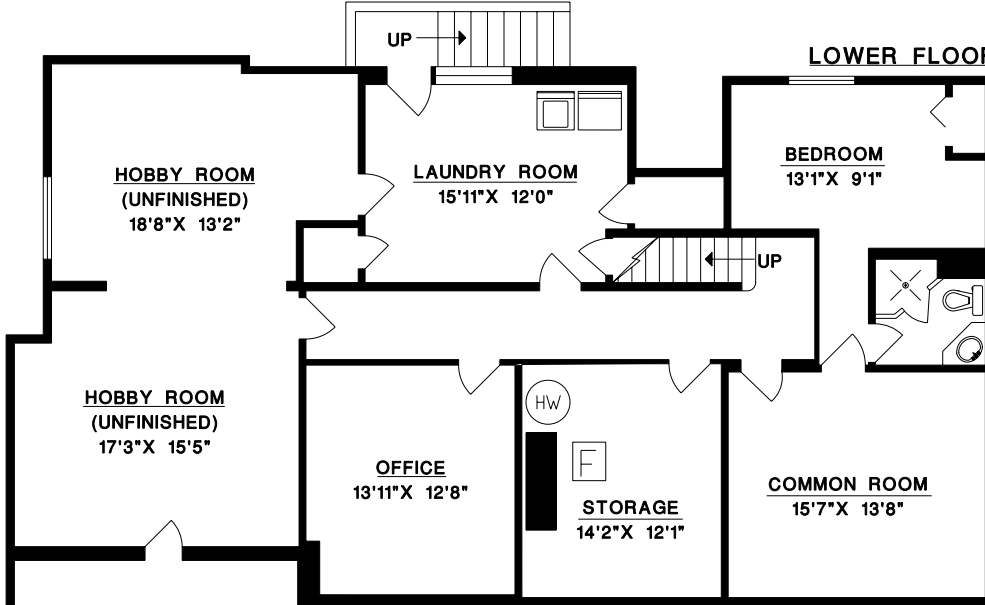 UP
LOWER FLOOR
HOBBY ROOM
(UNFINISHED)
18'8"X 13'2"
LAUNDRY ROOM
15'11"X 12'0"
BEDROOM
13'1"X 9'1"
UP
HOBBY ROOM
(UNFINISHED)
17'3"X 15'5"
HW
OFFICE
13'11"X 12'8"
F
STORAGE
14'2"X 12'1"
COMMON ROOM
15'7"X 13'8"